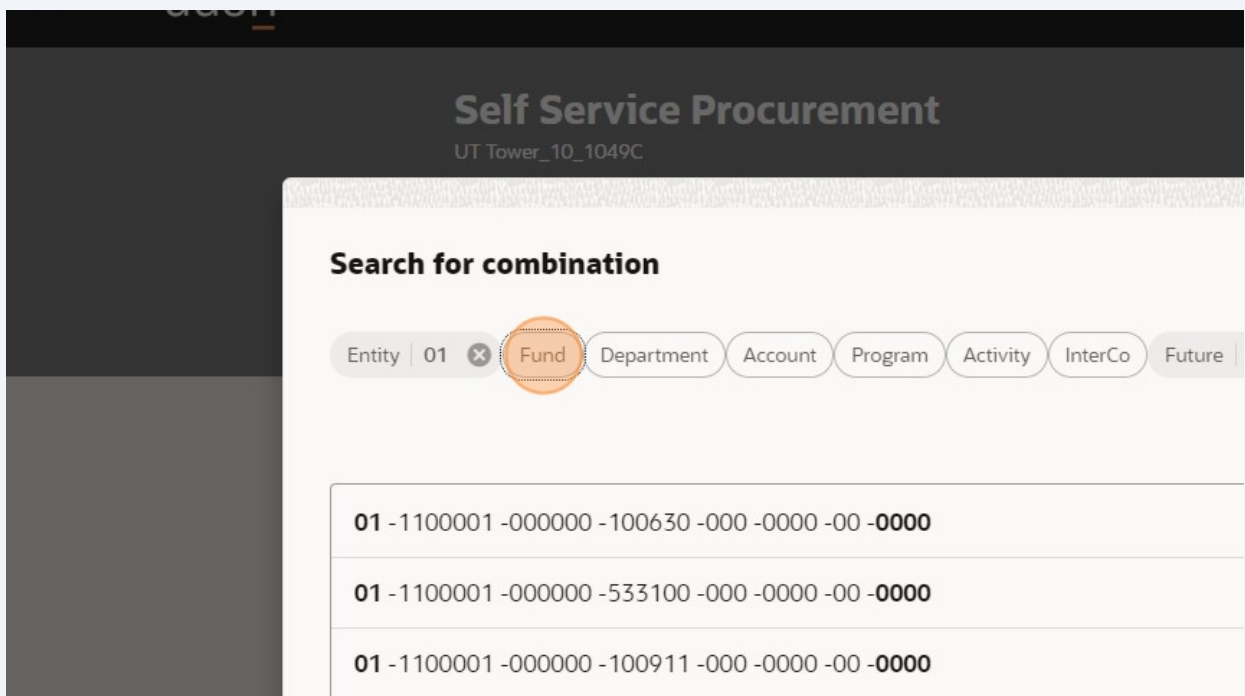 Self Service Procurement
UT Tower_10_1049C
Search for combination
Entity 01 Fund Department Account Program Activity InterCo Future
01 -1100001 -000000 -100630 -000 -0000 -00 -0000
01 -1100001 -000000 -533100 -000 -0000 -00 -0000
01 -1100001 -000000 -100911 -000 -0000 -00 -0000